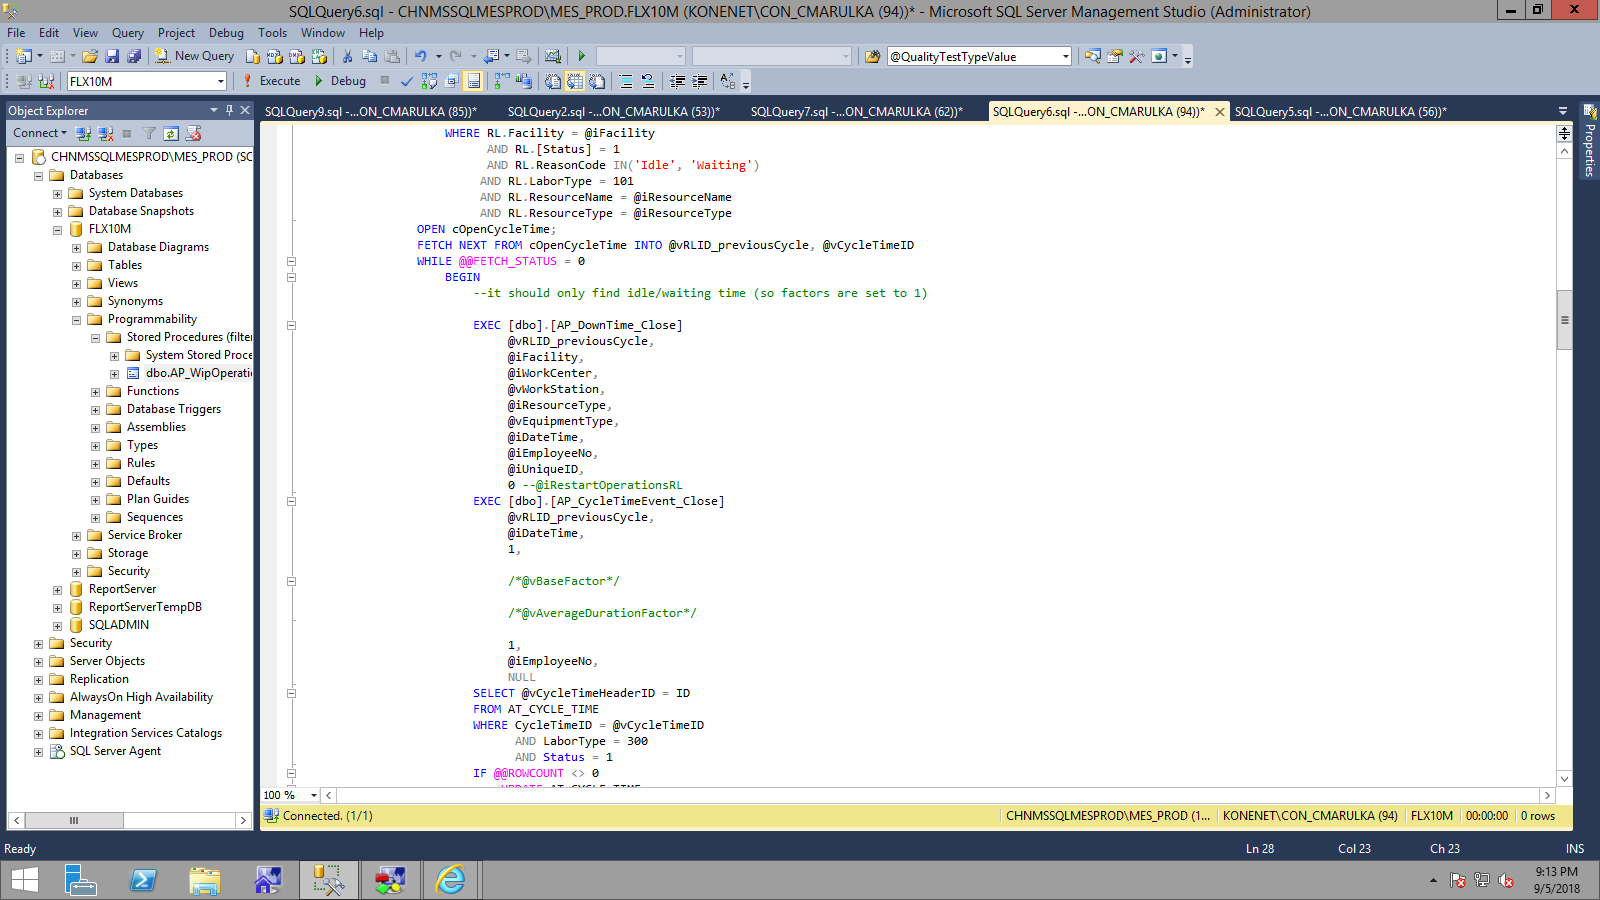 SQLQuery6.sql - CHNMSSQLMESPROD\MES_PROD.FLX10M (KONENET\CON_CMARULKA (94))* - Microsoft SQL Server Management Studio (Administrator)
File Edit View Query Project Debug Tools Window Help
New Query @QualityTestTypeValue
FLX10M Execute Debug
Object Explorer
SQLQuery9.sql -...ON_CMARULKA (85))* SQLQuery2.sql -...ON_CMARULKA (53))* SQLQuery7.sql -...ON_CMARULKA (62))* SQLQuery6.sql -...ON_CMARULKA (94))* SQLQuery5.sql -...ON_CMARULKA (56))*
Properties
Connect
CHNMSSQLMESPROD\MES_PROD (SC
Databases
System Databases
Database Snapshots
FLX10M
Database Diagrams
Tables
Views
Synonyms
Programmability
Stored Procedures (filte
System Stored Proce
dbo.AP_WipOperati
Functions
Database Triggers
Assemblies
Types
Rules
Defaults
Plan Guides
Sequences
Service Broker
Storage
Security
ReportServer
ReportServerTempDB
SQLADMIN
Security
Server Objects
Replication
AlwaysOn High Availability
Management
Integration Services Catalogs
SQL Server Agent
WHERE RL.Facility = @iFacility
AND RL.[Status] = 1
AND RL.ReasonCode IN('Idle', 'Waiting')
AND RL.LaborType = 101
AND RL.ResourceName = @iResourceName
AND RL.ResourceType = @iResourceType
OPEN cOpenCycleTime;
FETCH NEXT FROM cOpenCycleTime INTO @vRLID_previousCycle, @vCycleTimeID
WHILE @@FETCH_STATUS = 0
BEGIN
--it should only find idle/waiting time (so factors are set to 1)
EXEC [dbo].[AP_DownTime_Close]
@vRLID_previousCycle,
@iFacility,
@iWorkCenter,
@vWorkStation,
@iResourceType,
@vEquipmentType,
@iDateTime,
@iEmployeeNo,
@iUniqueID,
0 --@iRestartOperationsRL
EXEC [dbo].[AP_CycleTimeEvent_Close]
@vRLID_previousCycle,
@iDateTime,
1,
/*@vBaseFactor*/
/*@vAverageDurationFactor*/
1,
@iEmployeeNo,
NULL
SELECT @vCycleTimeHeaderID = ID
FROM AT_CYCLE_TIME
WHERE CycleTimeID = @vCycleTimeID
AND LaborType = 300
AND Status = 1
IF @@ROWCOUNT <> 0
UPDATE AT_CYCLE_TIME
100 %
Connected. (1/1) CHNMSSQLMESPROD\MES_PROD (1... KONENET\CON_CMARULKA (94) FLX10M 00:00:00 0 rows
Ready Ln 28 Col 23 Ch 23 INS
9:13 PM
9/5/2018